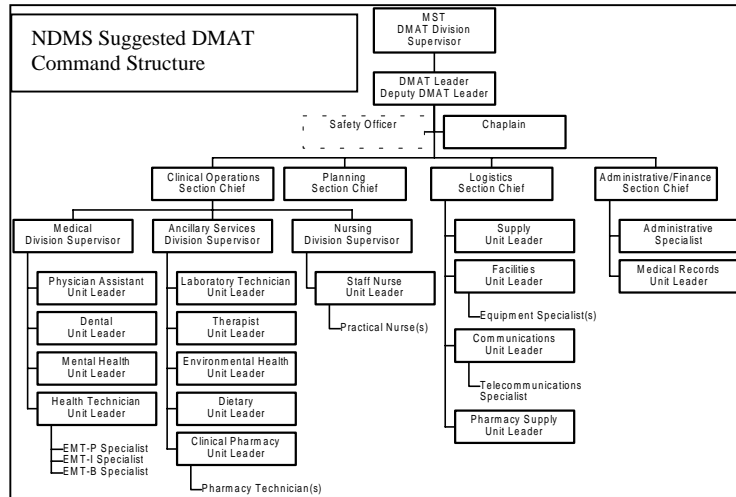 NDMS Suggested DMAT
Command Structure
MST
DMAT Division
Supervisor
DMAT Leader
Deputy DMAT Leader
Safety Officer
Chaplain
Clinical Operations
Section Chief
Planning
Section Chief
Logistics
Section Chief
Administrative/Finance
Section Chief
Medical
Division Supervisor
Ancillary Services
Division Supervisor
Nursing
Division Supervisor
Supply
Unit Leader
Administrative
Specialist
Physician Assistant
Unit Leader
Laboratory Technician
Unit Leader
Staff Nurse
Unit Leader
Facilities
Unit Leader
Medical Records
Unit Leader
Dental
Unit Leader
Therapist
Unit Leader
Practical Nurse(s)
Equipment Specialist(s)
Mental Health
Unit Leader
Environmental Health
Unit Leader
Communications
Unit Leader
Health Technician
Unit Leader
Dietary
Unit Leader
Telecommunications
Specialist
EMT-P Specialist
EMT-I Specialist
EMT-B Specialist
Clinical Pharmacy
Unit Leader
Pharmacy Supply
Unit Leader
Pharmacy Technician(s)